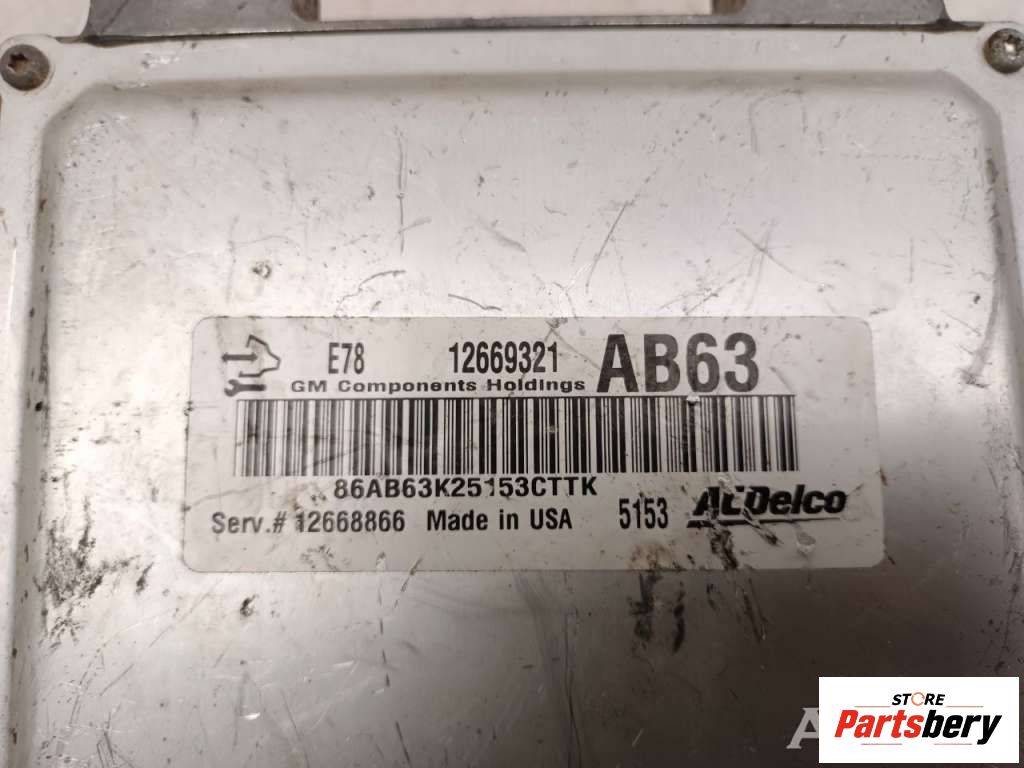 E78 12669321 AB63
GM Components Holdings
86AB63K25153CTTK
Serv.# 12668866 Made in USA 5153 ACDelco
STORE
Partsbery